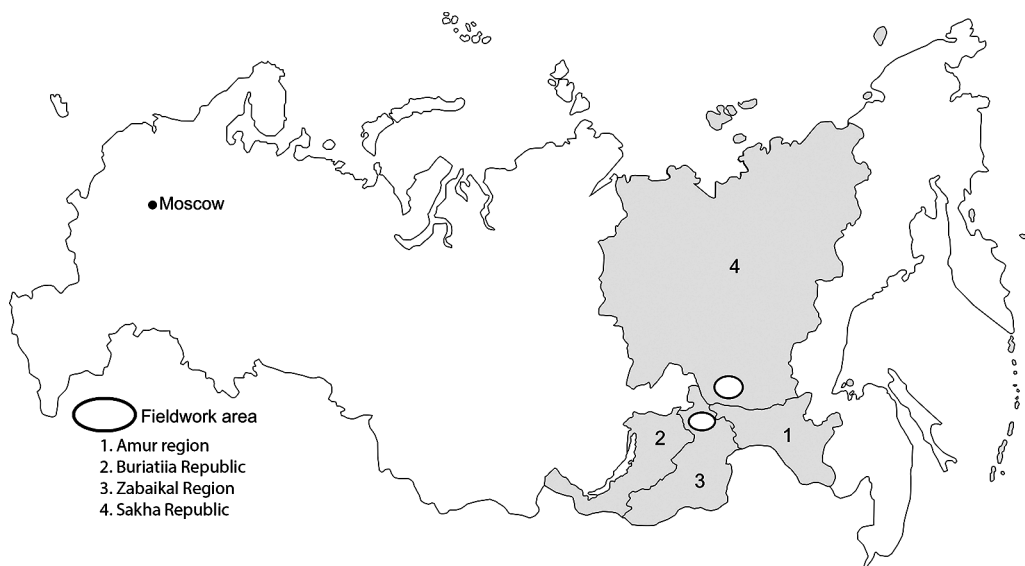 Moscow
4
2
1
3
Fieldwork area
1. Amur region
2. Buriatiia Republic
3. Zabaikal Region
4. Sakha Republic